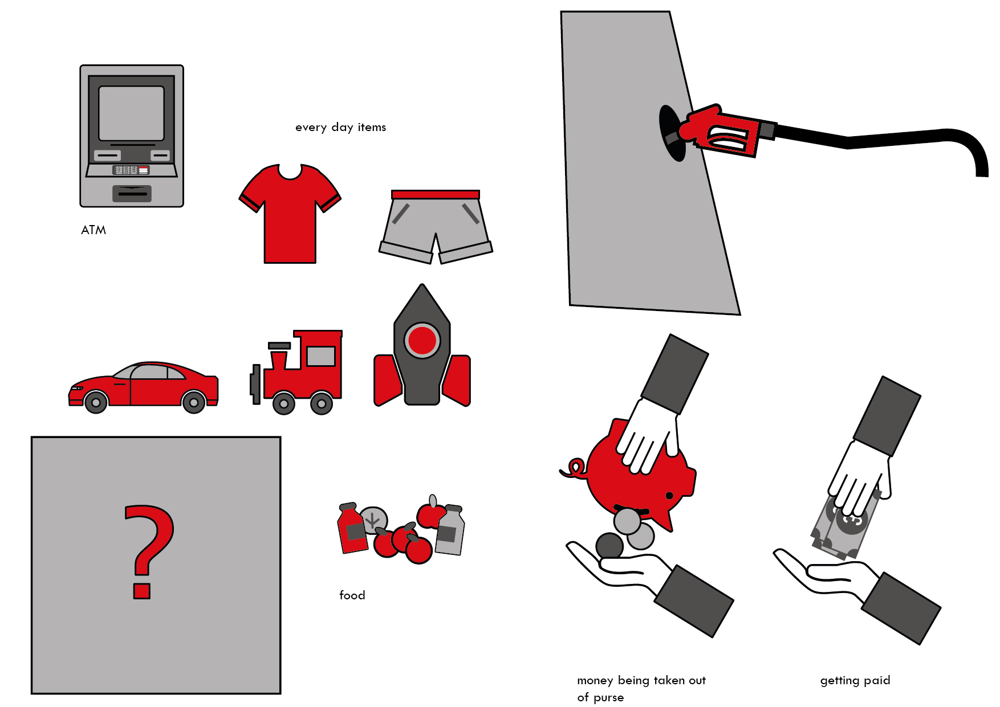 every day items
ATM
?
food
money being taken out
of purse
getting paid